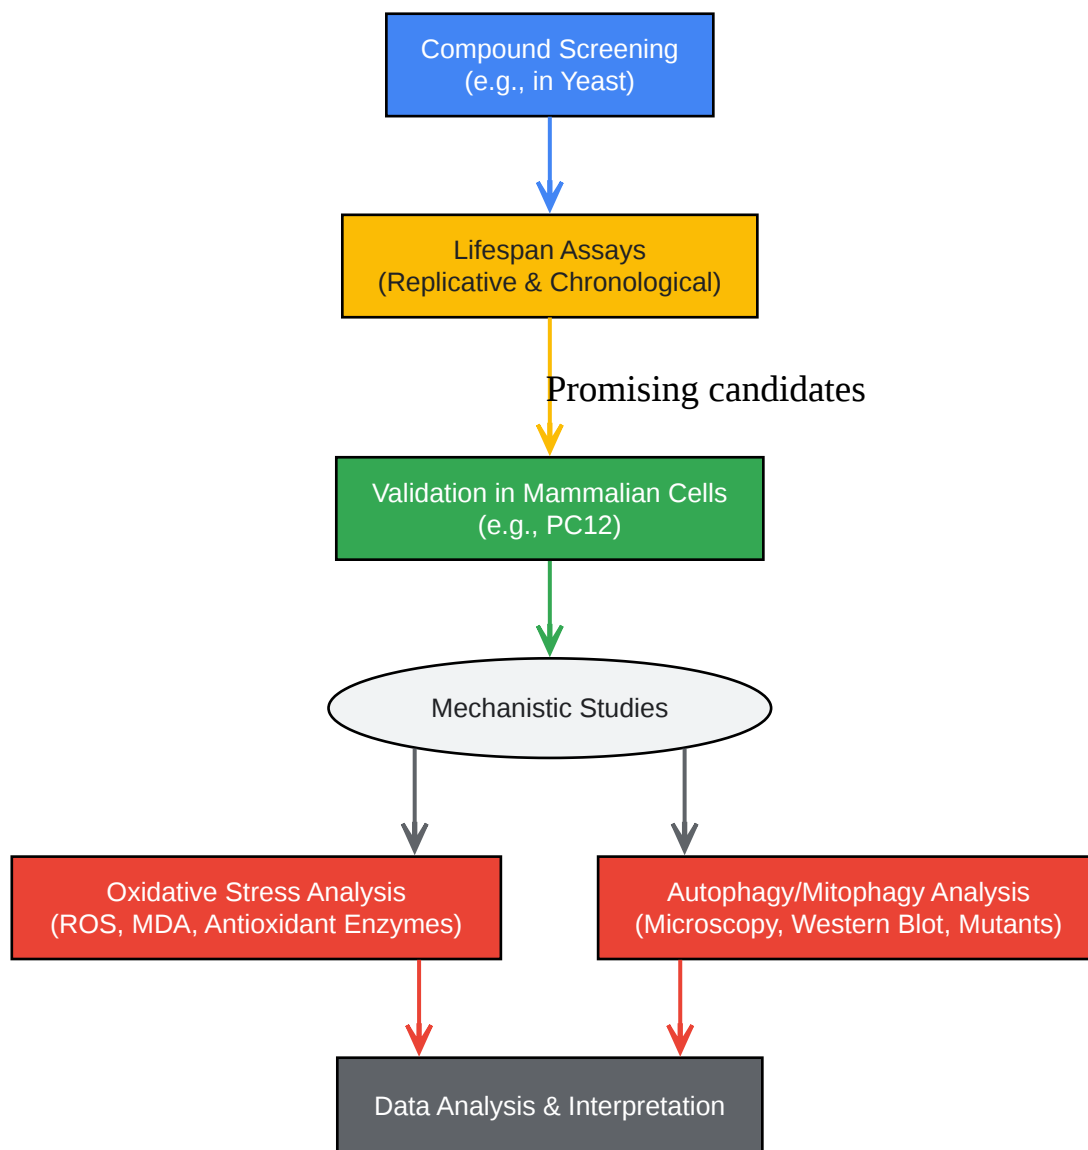 Compound Screening
(e.g., in Yeast)
Lifespan Assays
(Replicative & Chronological)
Promising candidates
Validation in Mammalian Cells
(e.g., PC12)
Mechanistic Studies
Oxidative Stress Analysis
(ROS, MDA, Antioxidant Enzymes)
Autophagy/Mitophagy Analysis
(Microscopy, Western Blot, Mutants)
Data Analysis & Interpretation